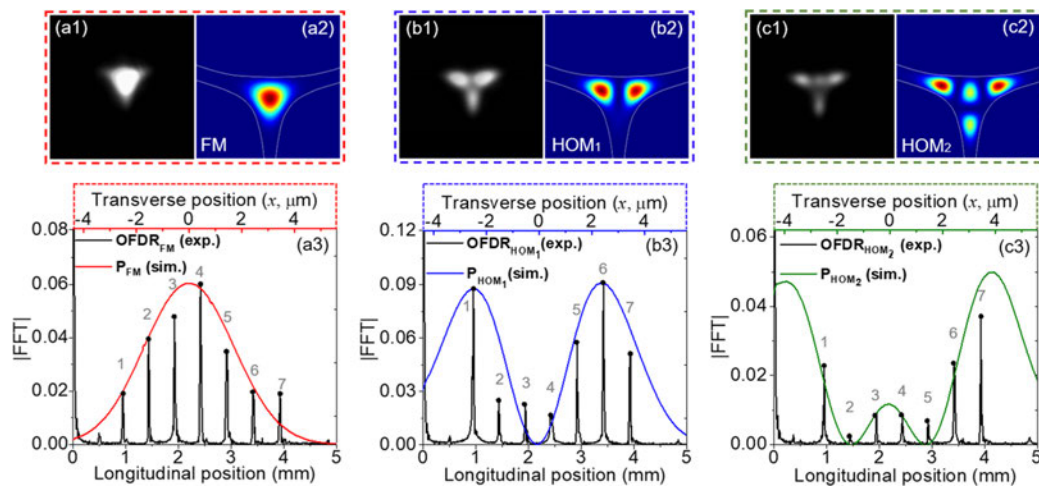 (a1) (a2) (b1) (b2) (c1) (c2)
FM HOM₁ HOM₂
Transverse position (x, μm) Transverse position (x, μm) Transverse position (x, μm)
-4 -2 0 2 4 -4 -2 0 2 4 -4 -2 0 2 4
0.08 OFDR_FM (exp.) (a3)
P_FM (sim.)
0.06
0.04
0.02
0.00
|FFT|
1 2 3 4 5 6 7
0 1 2 3 4 5
Longitudinal position (mm)
0.12 OFDR_HOM₁ (exp.) (b3)
P_HOM₁ (sim.)
0.09
0.06
0.03
0.00
|FFT|
1 2 3 4 5 6 7
0 1 2 3 4 5
Longitudinal position (mm)
0.06 OFDR_HOM₂ (exp.) (c3)
P_HOM₂ (sim.)
0.04
0.02
0.00
|FFT|
1 2 3 4 5 6 7
0 1 2 3 4 5
Longitudinal position (mm)